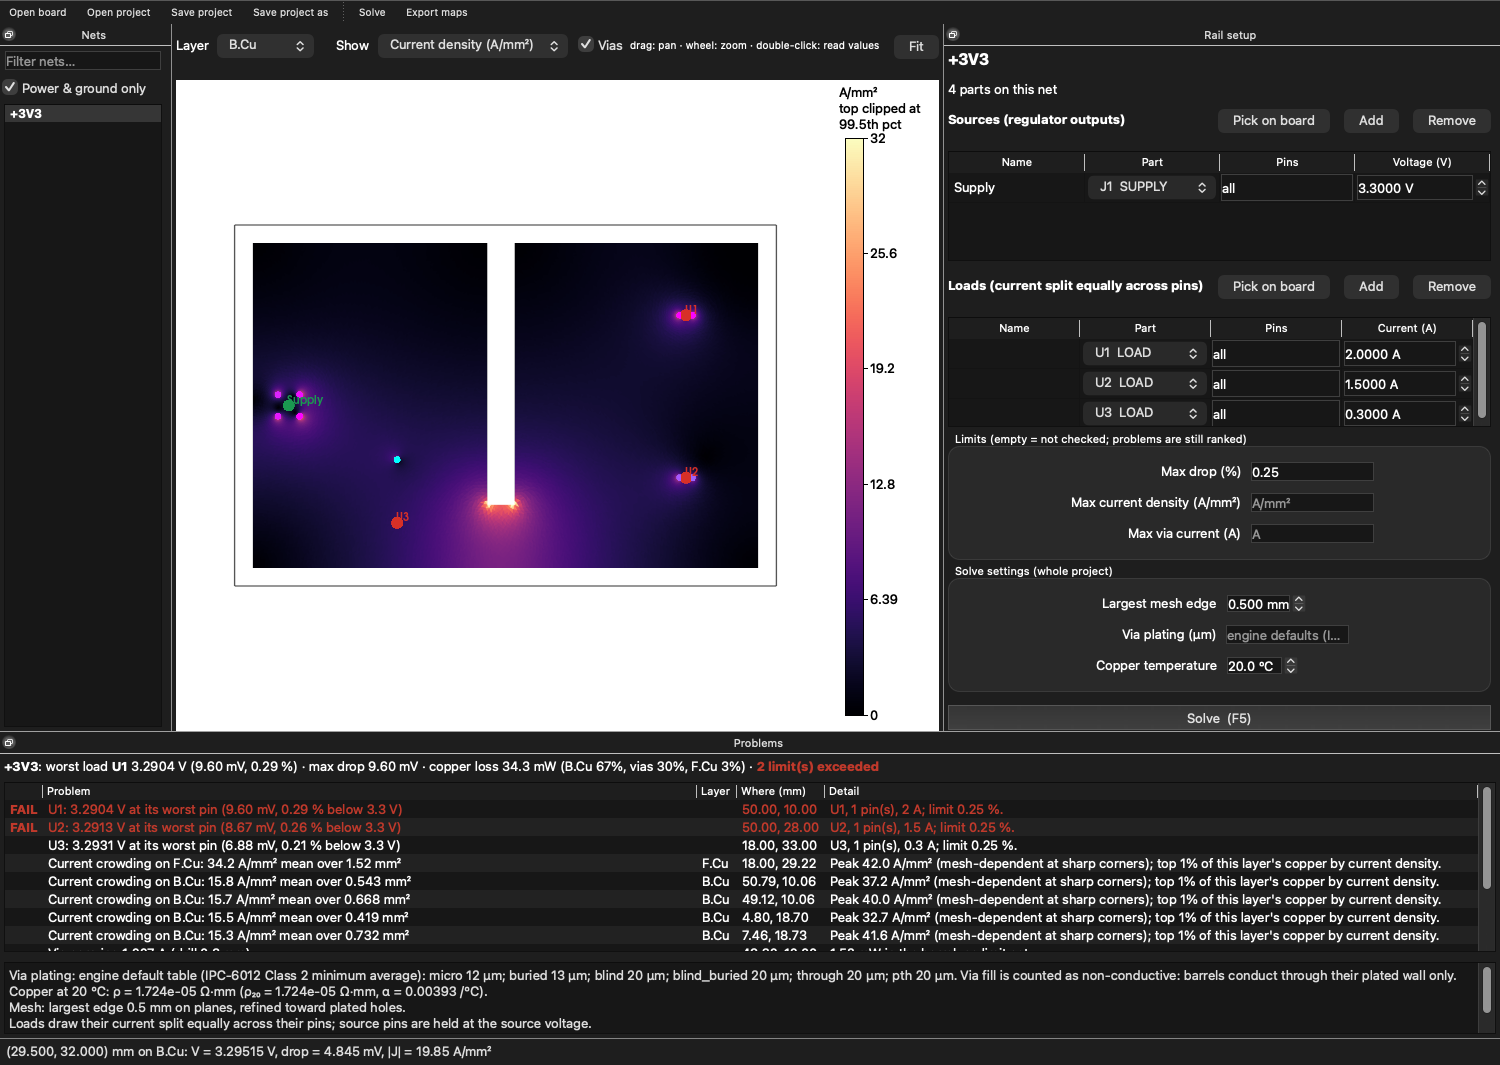 Open board Open project Save project Save project as Solve Export maps
Nets
Filter nets...
Power & ground only
+3V3
Layer B.Cu Show Current density (A/mm²) Vias drag: pan · wheel: zoom · double-click: read values Fit
A/mm²
top clipped at
99.5th pct
32
25.6
19.2
12.8
6.39
0
U1
Supply
U2
U3
Rail setup
+3V3
4 parts on this net
Sources (regulator outputs) Pick on board Add Remove
Name Part Pins Voltage (V)
Supply J1 SUPPLY all 3.3000 V
Loads (current split equally across pins) Pick on board Add Remove
Name Part Pins Current (A)
U1 LOAD all 2.0000 A
U2 LOAD all 1.5000 A
U3 LOAD all 0.3000 A
Limits (empty = not checked; problems are still ranked)
Max drop (%) 0.25
Max current density (A/mm²) A/mm²
Max via current (A) A
Solve settings (whole project)
Largest mesh edge 0.500 mm
Via plating (µm) engine defaults (I...
Copper temperature 20.0 °C
Solve (F5)
Problems
+3V3: worst load U1 3.2904 V (9.60 mV, 0.29 %) · max drop 9.60 mV · copper loss 34.3 mW (B.Cu 67%, vias 30%, F.Cu 3%) · 2 limit(s) exceeded
Problem Layer Where (mm) Detail
FAIL U1: 3.2904 V at its worst pin (9.60 mV, 0.29 % below 3.3 V) 50.00, 10.00 U1, 1 pin(s), 2 A; limit 0.25 %.
FAIL U2: 3.2913 V at its worst pin (8.67 mV, 0.26 % below 3.3 V) 50.00, 28.00 U2, 1 pin(s), 1.5 A; limit 0.25 %.
U3: 3.2931 V at its worst pin (6.88 mV, 0.21 % below 3.3 V) 18.00, 33.00 U3, 1 pin(s), 0.3 A; limit 0.25 %.
Current crowding on F.Cu: 34.2 A/mm² mean over 1.52 mm² F.Cu 18.00, 29.22 Peak 42.0 A/mm² (mesh-dependent at sharp corners); top 1% of this layer's copper by current density.
Current crowding on B.Cu: 15.8 A/mm² mean over 0.543 mm² B.Cu 50.79, 10.06 Peak 37.2 A/mm² (mesh-dependent at sharp corners); top 1% of this layer's copper by current density.
Current crowding on B.Cu: 15.7 A/mm² mean over 0.668 mm² B.Cu 49.12, 10.06 Peak 40.0 A/mm² (mesh-dependent at sharp corners); top 1% of this layer's copper by current density.
Current crowding on B.Cu: 15.5 A/mm² mean over 0.419 mm² B.Cu 4.80, 18.70 Peak 32.7 A/mm² (mesh-dependent at sharp corners); top 1% of this layer's copper by current density.
Current crowding on B.Cu: 15.3 A/mm² mean over 0.732 mm² B.Cu 7.46, 18.73 Peak 41.6 A/mm² (mesh-dependent at sharp corners); top 1% of this layer's copper by current density.
Via plating: engine default table (IPC-6012 Class 2 minimum average): micro 12 µm; buried 13 µm; blind 20 µm; blind_buried 20 µm; through 20 µm; pth 20 µm. Via fill is counted as non-conductive: barrels conduct through their plated wall only.
Copper at 20 °C: ρ = 1.724e-05 Ω·mm (ρ₂₀ = 1.724e-05 Ω·mm, α = 0.00393 /°C).
Mesh: largest edge 0.5 mm on planes, refined toward plated holes.
Loads draw their current split equally across their pins; source pins are held at the source voltage.
(29.500, 32.000) mm on B.Cu: V = 3.29515 V, drop = 4.845 mV, |J| = 19.85 A/mm²